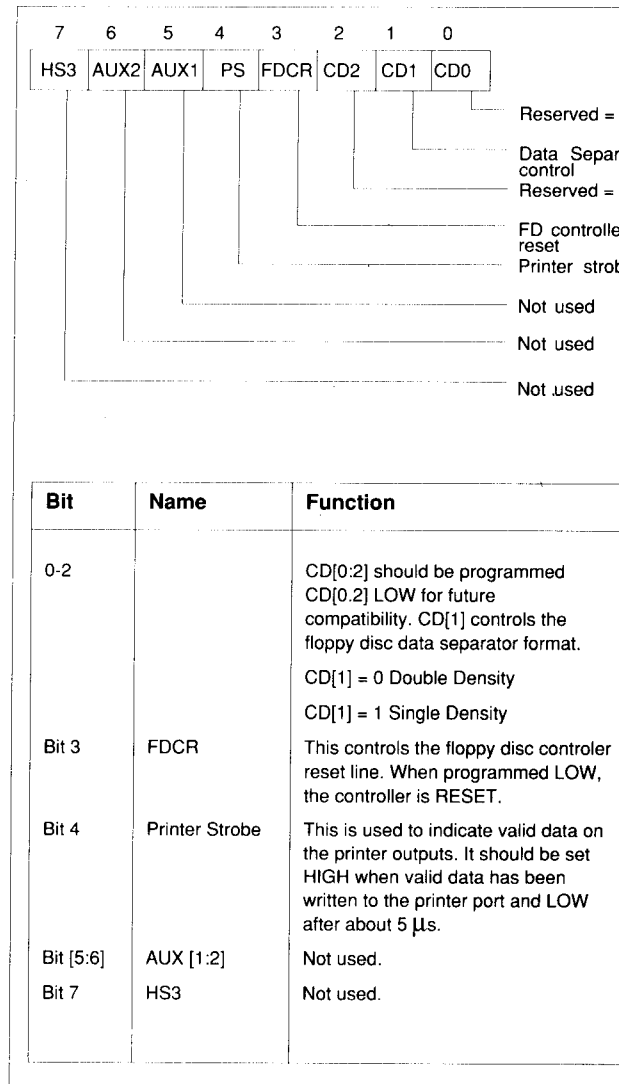 7 6 5 4 3 2 1 0
HS3 AUX2 AUX1 PS FDCR CD2 CD1 CD0
Reserved =
Data Separ
control
Reserved =
FD controlle
reset
Printer strob
Not used
Not used
Not used
Bit Name Function
0-2 CD[0:2] should be programmed
CD[0.2] LOW for future
compatibility. CD[1] controls the
floppy disc data separator format.
CD[1] = 0 Double Density
CD[1] = 1 Single Density
Bit 3 FDCR This controls the floppy disc controler
reset line. When programmed LOW,
the controller is RESET.
Bit 4 Printer Strobe This is used to indicate valid data on
the printer outputs. It should be set
HIGH when valid data has been
written to the printer port and LOW
after about 5 µs.
Bit [5:6] AUX [1:2] Not used.
Bit 7 HS3 Not used.